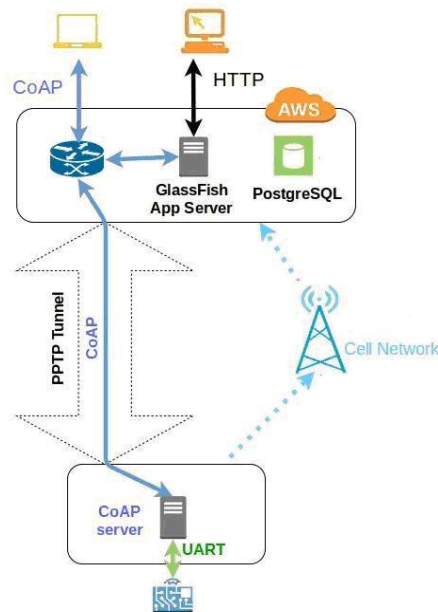 CoAP
HTTP
AWS
GlassFish
App Server
PostgreSQL
PPTP Tunnel
CoAP
Cell Network
CoAP
server
UART